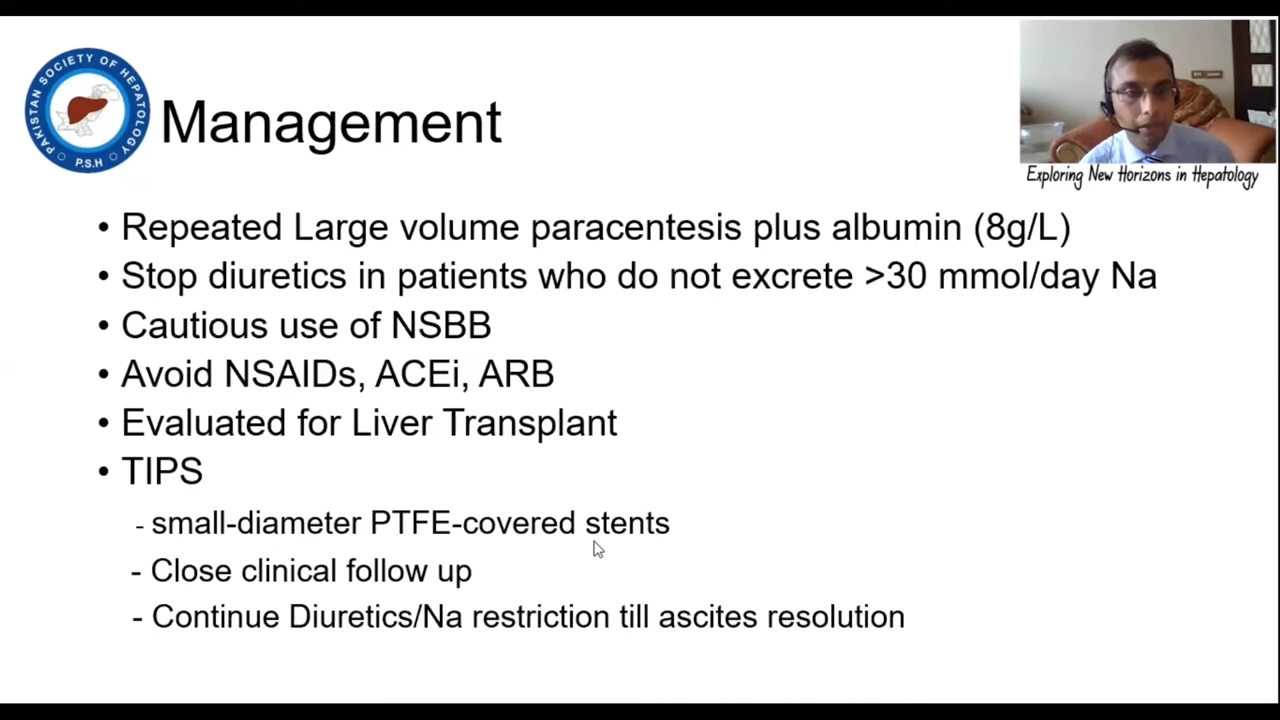 PAKISTAN SOCIETY OF HEPATOLOGY
P.S.H
Management
Exploring New Horizons in Hepatology
• Repeated Large volume paracentesis plus albumin (8g/L)
• Stop diuretics in patients who do not excrete >30 mmol/day Na
• Cautious use of NSBB
• Avoid NSAIDs, ACEi, ARB
• Evaluated for Liver Transplant
• TIPS
- small-diameter PTFE-covered stents
- Close clinical follow up
- Continue Diuretics/Na restriction till ascites resolution